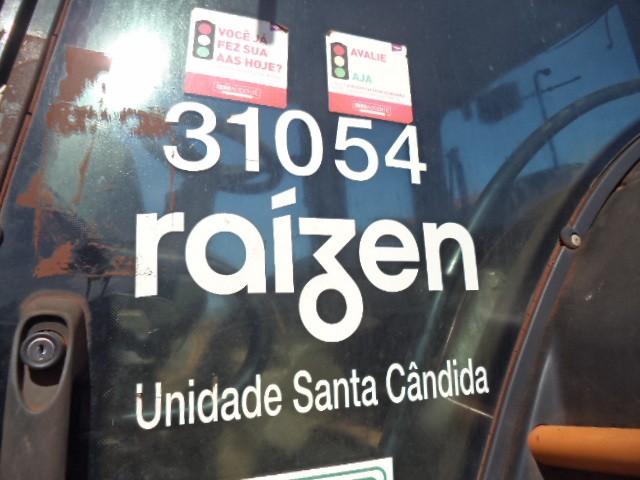 VOCÊ JÁ
FEZ SUA
AAS HOJE?
AVALIE
AJA
31054
raízen
Unidade Santa Cândida